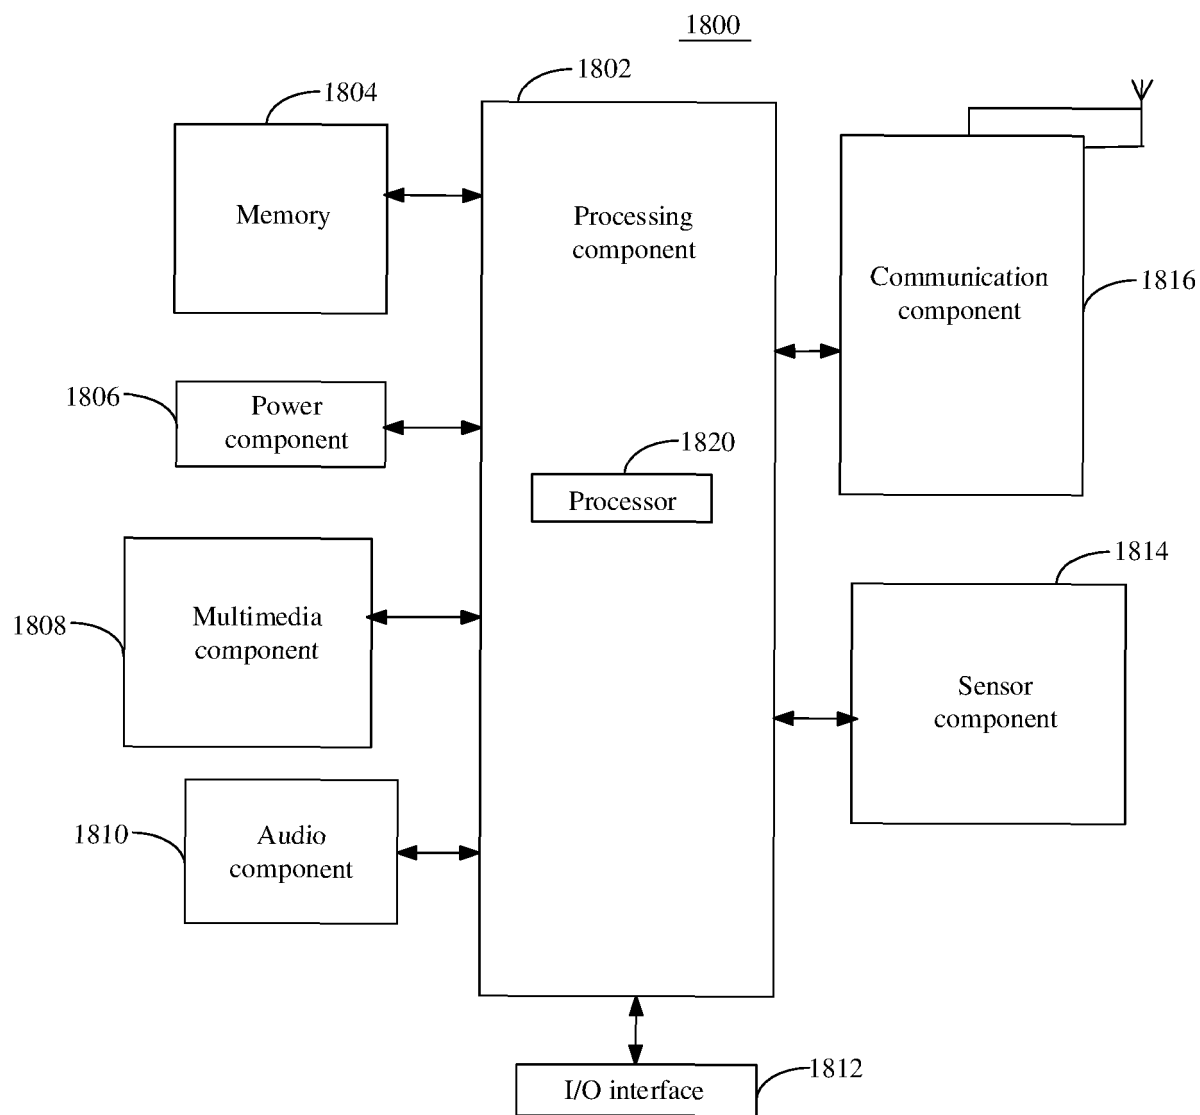 1800
1802
1804
Memory
Processing
component
Communication
component
1816
1806
Power
component
1820
Processor
1808
Multimedia
component
1814
Sensor
component
1810
Audio
component
1812
I/O interface